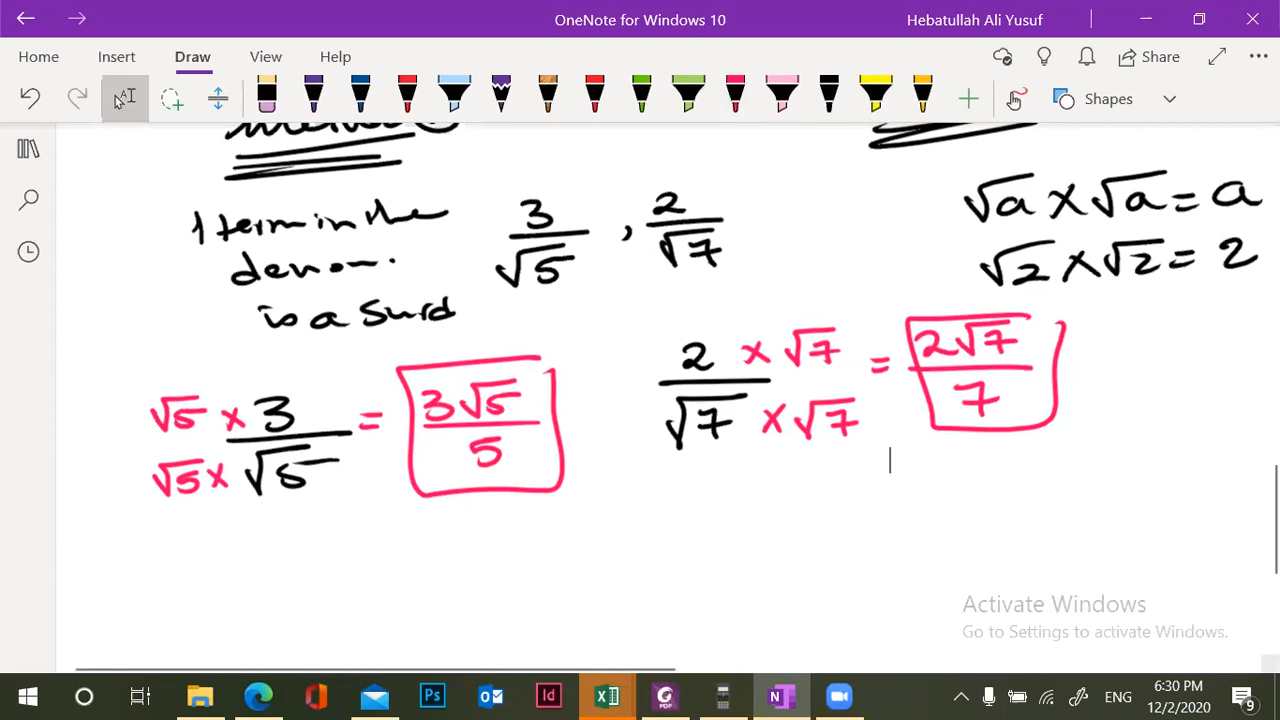 OneNote for Windows 10
Hebatullah Ali Yusuf
Home Insert Draw View Help
Share
Shapes
1 term in the
denom.
is a Surd
3/√5 , 2/√7
√a × √a = a
√2 × √2 = 2
√5 × 3 / √5 × √5 = 3√5 / 5
2 × √7 / √7 × √7 = 2√7 / 7
Activate Windows
Go to Settings to activate Windows.
ENG
6:30 PM
12/2/2020
9